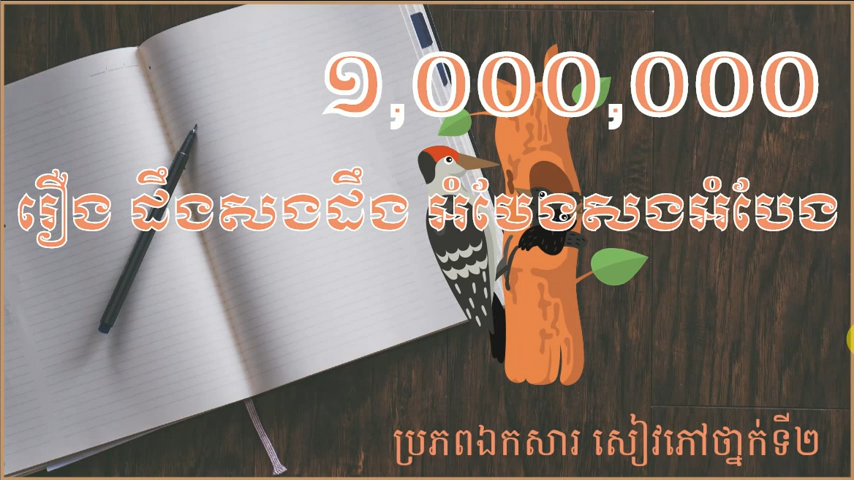 ១,០០០,០០០
រឿង ដឹងសងដឹង អំបែងសងអំបែង
ប្រភពឯកសារ សៀវភៅថ្នាក់ទី២